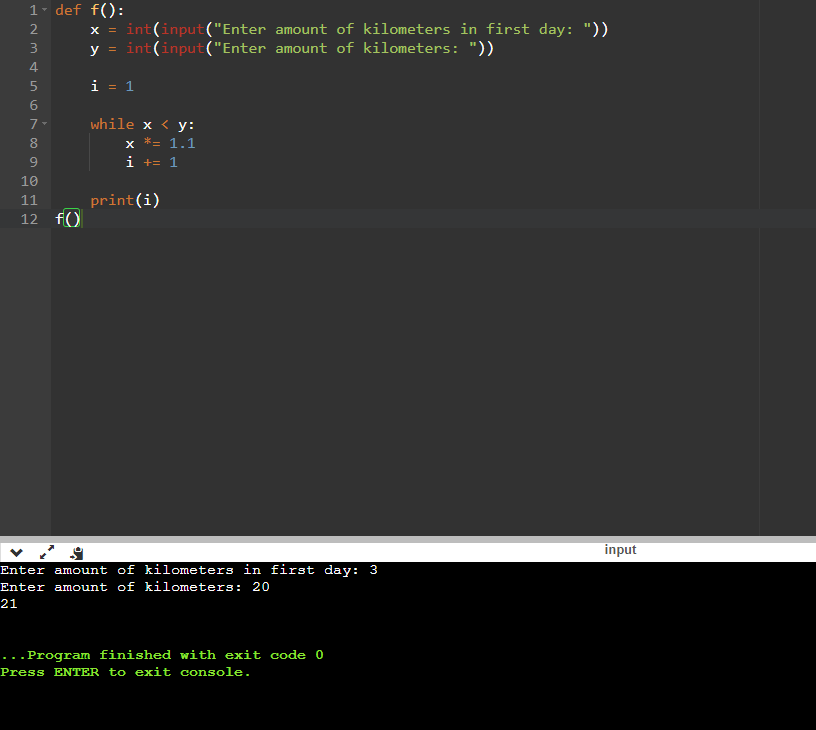 1 def f():
2     x = int(input("Enter amount of kilometers in first day: "))
3     y = int(input("Enter amount of kilometers: "))
4
5     i = 1
6
7     while x < y:
8         x *= 1.1
9         i += 1
10
11     print(i)
12 f()
input
Enter amount of kilometers in first day: 3
Enter amount of kilometers: 20
21
...Program finished with exit code 0
Press ENTER to exit console.